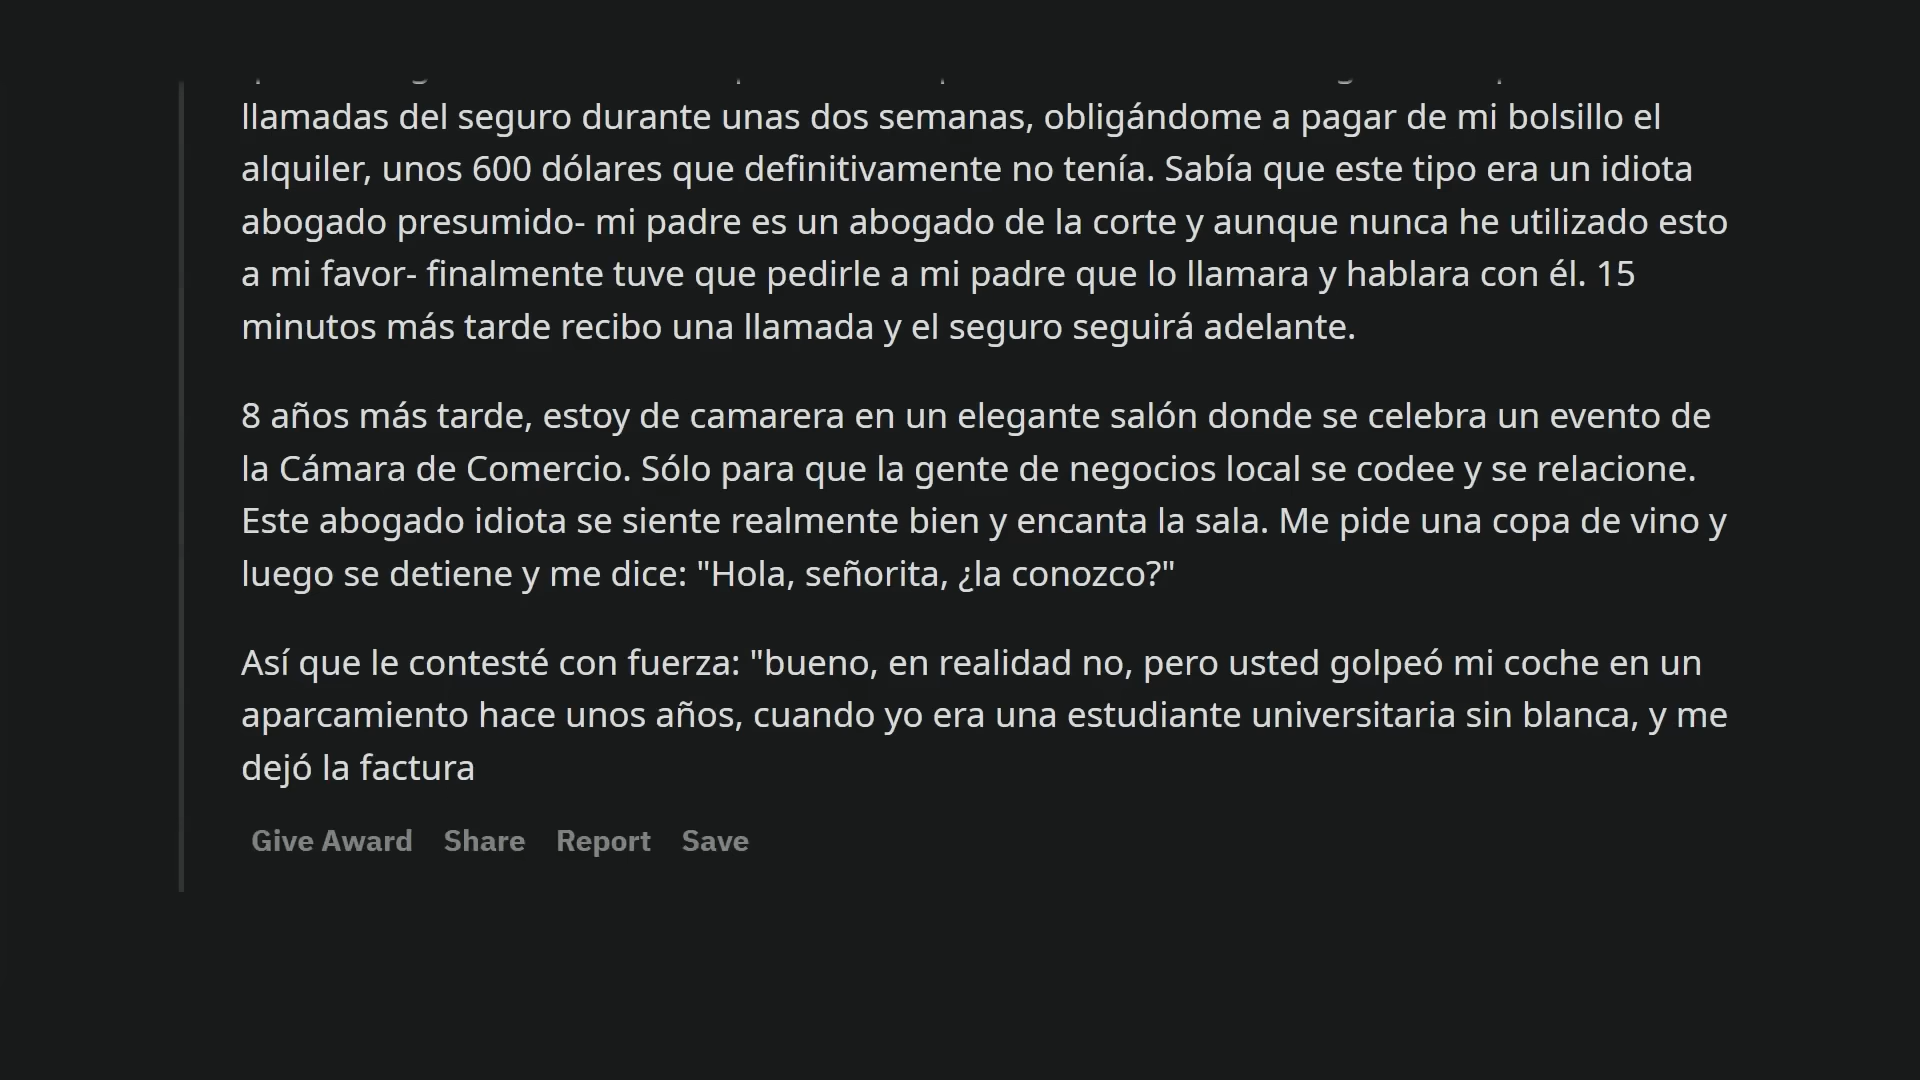 llamadas del seguro durante unas dos semanas, obligándome a pagar de mi bolsillo el
alquiler, unos 600 dólares que definitivamente no tenía. Sabía que este tipo era un idiota
abogado presumido- mi padre es un abogado de la corte y aunque nunca he utilizado esto
a mi favor- finalmente tuve que pedirle a mi padre que lo llamara y hablara con él. 15
minutos más tarde recibo una llamada y el seguro seguirá adelante.
8 años más tarde, estoy de camarera en un elegante salón donde se celebra un evento de
la Cámara de Comercio. Sólo para que la gente de negocios local se codee y se relacione.
Este abogado idiota se siente realmente bien y encanta la sala. Me pide una copa de vino y
luego se detiene y me dice: "Hola, señorita, ¿la conozco?"
Así que le contesté con fuerza: "bueno, en realidad no, pero usted golpeó mi coche en un
aparcamiento hace unos años, cuando yo era una estudiante universitaria sin blanca, y me
dejó la factura
Give Award Share Report Save